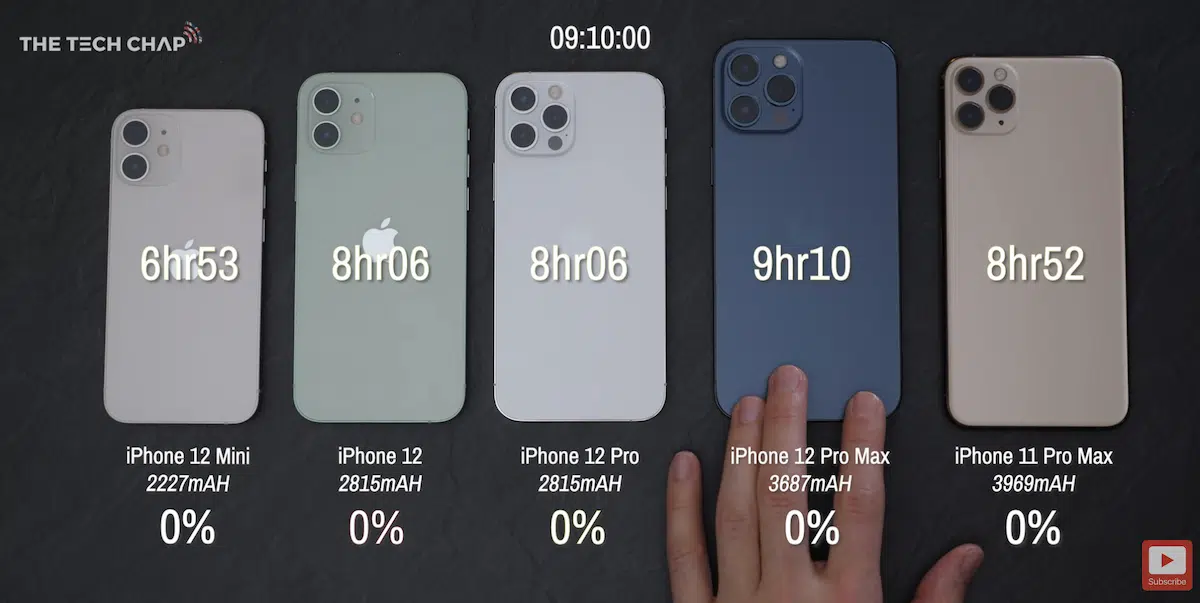 THE TECH CHAP
09:10:00
6hr53
8hr06
8hr06
9hr10
8hr52
iPhone 12 Mini
2227mAH
0%
iPhone 12
2815mAH
0%
iPhone 12 Pro
2815mAH
0%
iPhone 12 Pro Max
3687mAH
0%
iPhone 11 Pro Max
3969mAH
0%
Subscribe